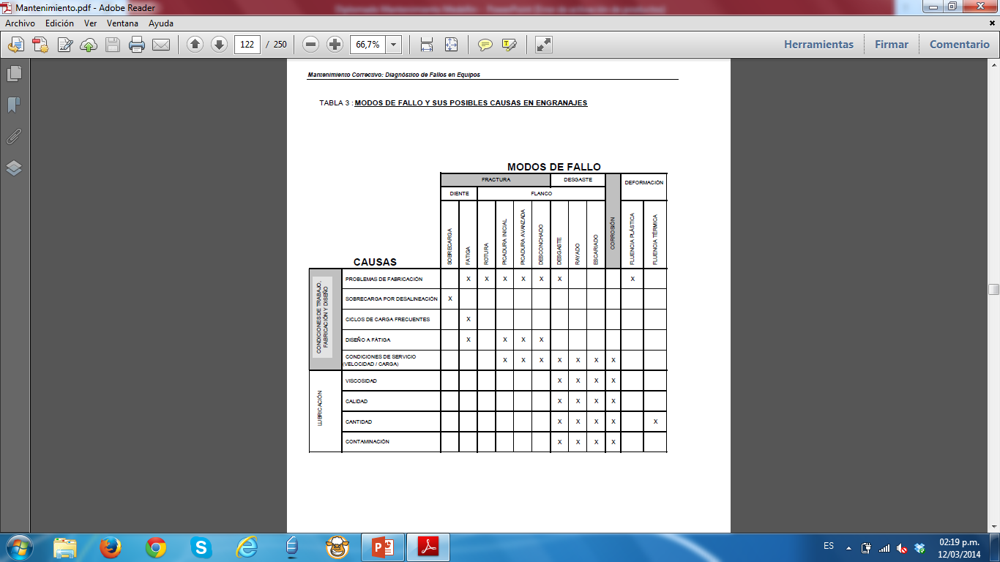 Mantenimiento.pdf - Adobe Reader
Archivo Edición Ver Ventana Ayuda
122 / 250 66,7% Herramientas Firmar Comentario
Mantenimiento Correctivo: Diagnóstico de Fallos en Equipos
TABLA 3 : MODOS DE FALLO Y SUS POSIBLES CAUSAS EN ENGRANAJES
MODOS DE FALLO
FRACTURA DESGASTE DEFORMACIÓN
DIENTE FLANCO
SOBRECARGA
FATIGA
ROTURA
PICADURA INICIAL
PICADURA AVANZADA
DESCONCHADO
DESGASTE
RAYADO
ESCARIADO
CORROSIÓN
FLUENCIA PLÁSTICA
FLUENCIA TÉRMICA
CAUSAS
CONDICIONES DE TRABAJO,
FABRICACIÓN Y DISEÑO
PROBLEMAS DE FABRICACIÓN X X X X X X X
SOBRECARGA POR DESALINEACIÓN X
CICLOS DE CARGA FRECUENTES X
DISEÑO A FÁTIGA X X X X
CONDICIONES DE SERVICIO
(VELOCIDAD / CARGA) X X X X X X X
LUBRICACIÓN
VISCOSIDAD X X X X
CALIDAD X X X X
CANTIDAD X X X X X
CONTAMINACIÓN X X X X
ES
02:19 p.m.
12/03/2014